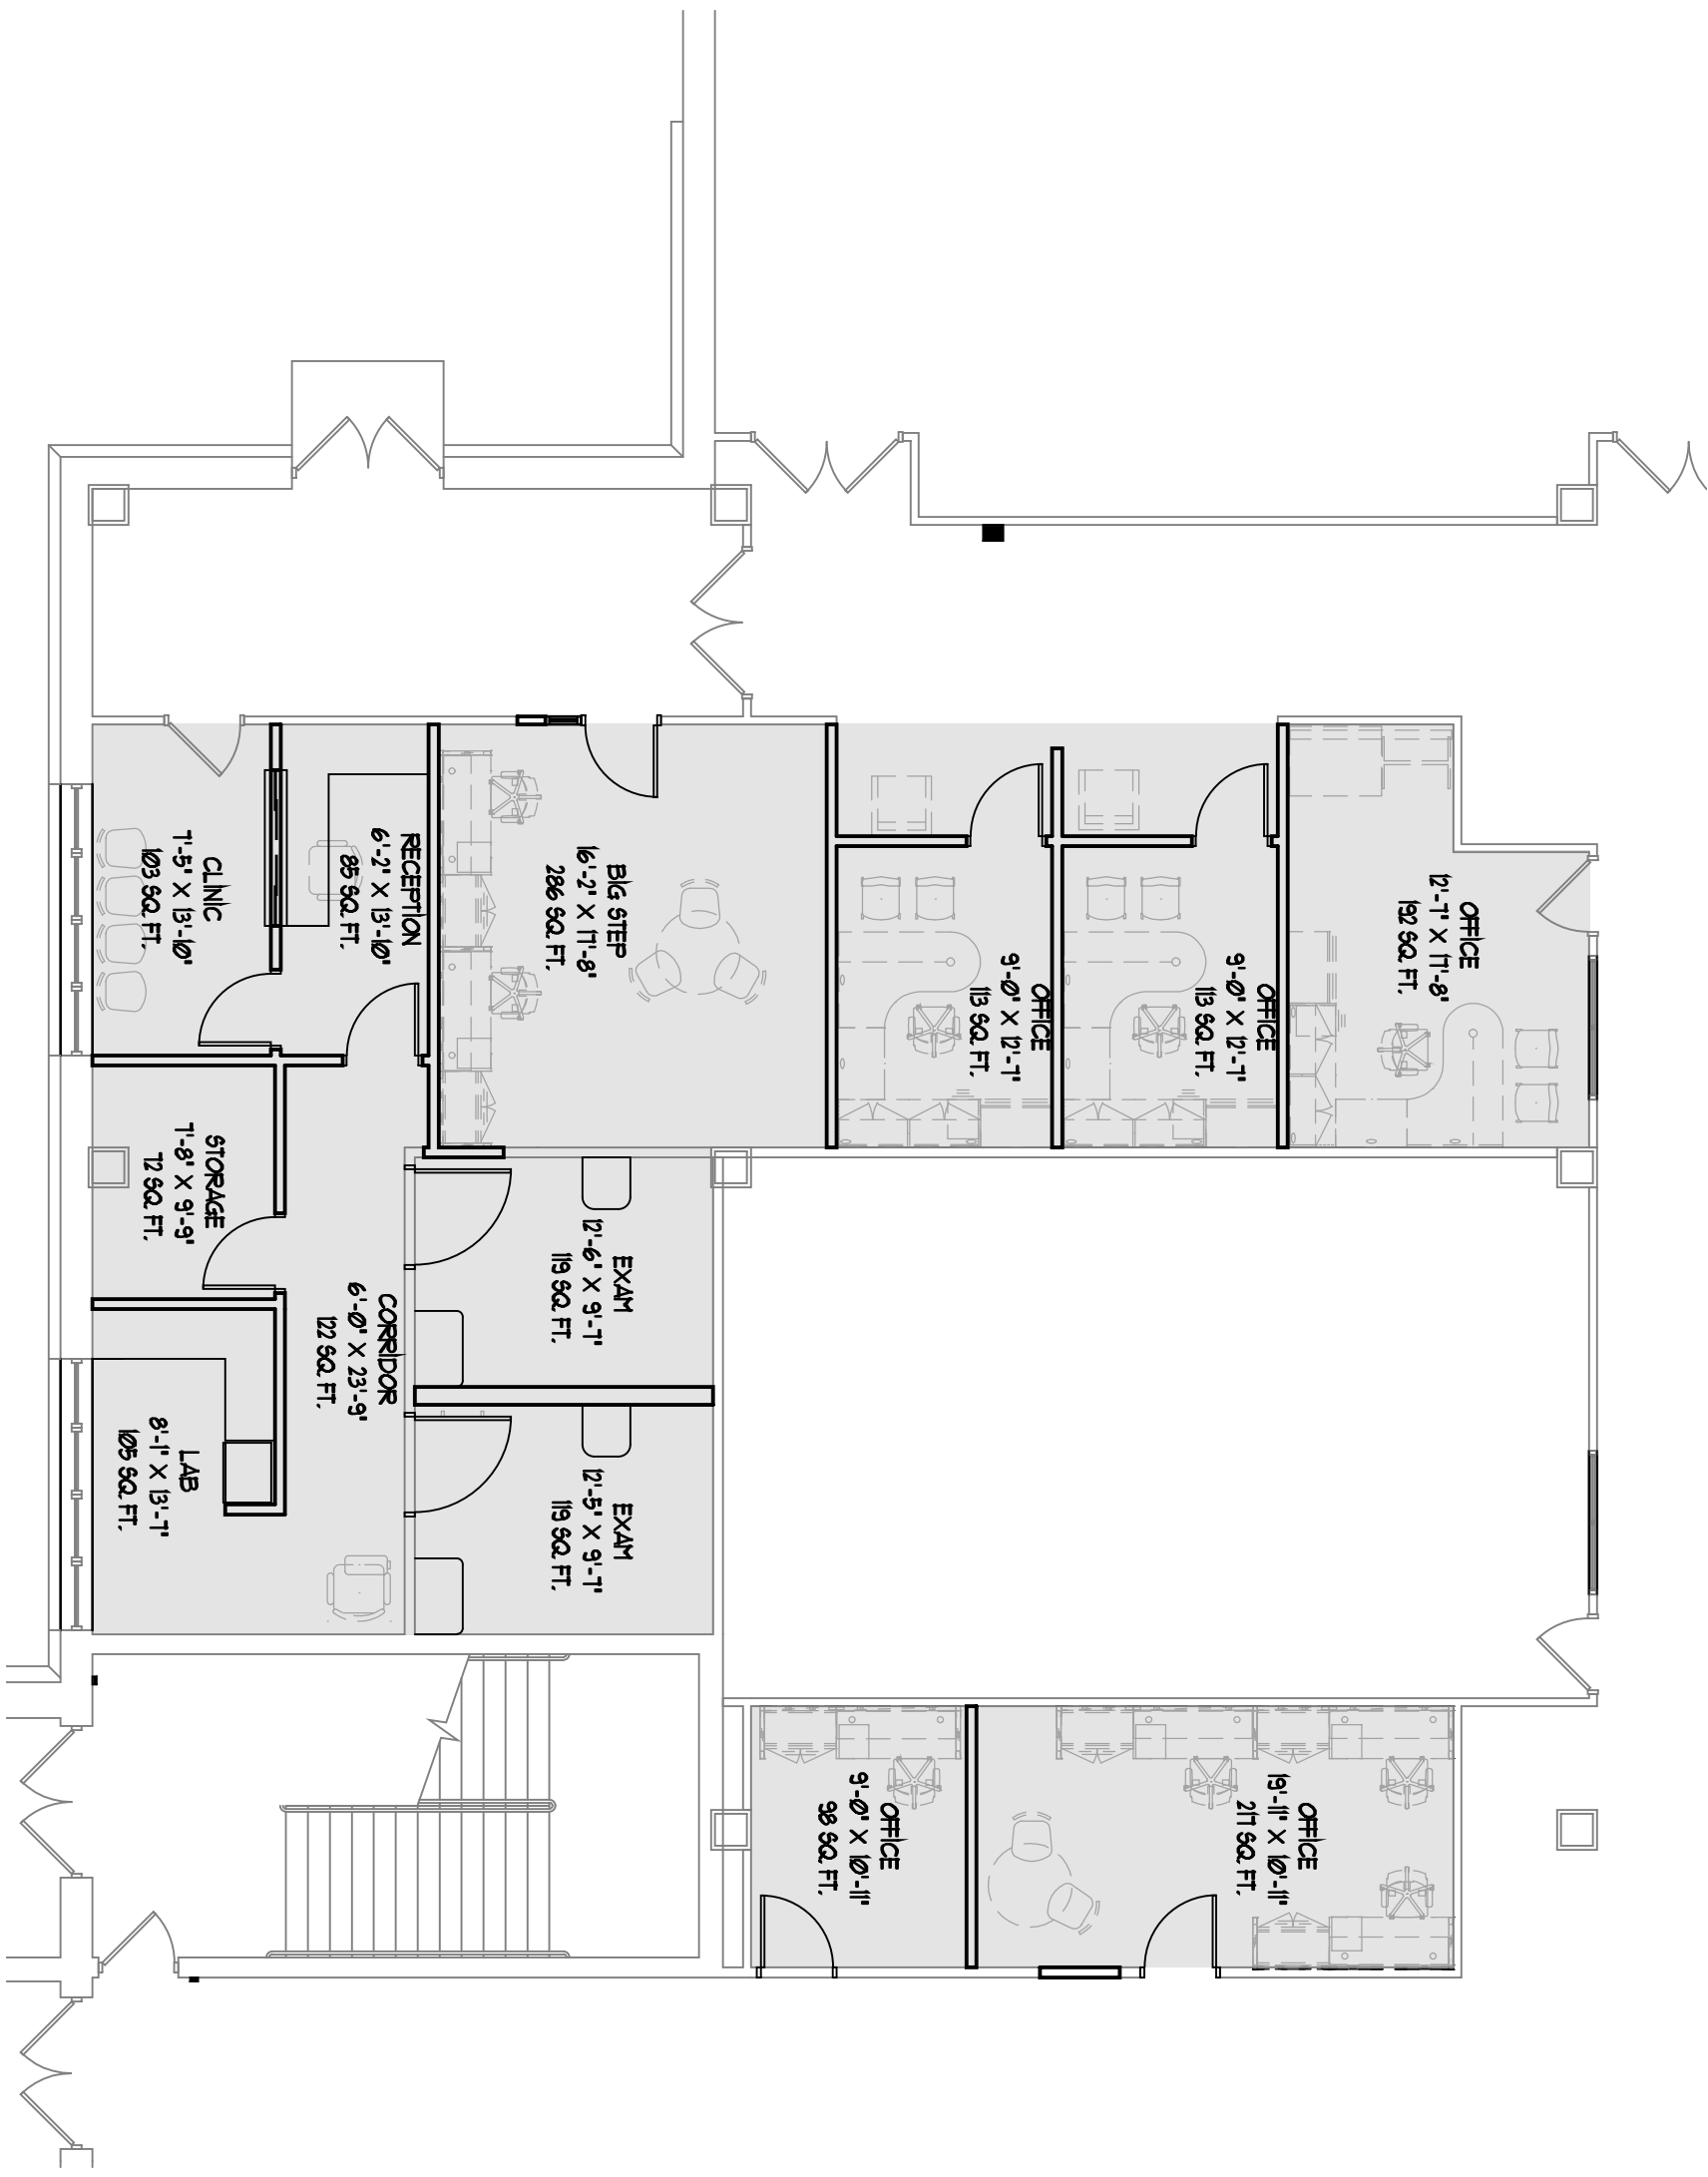 CLINIC
7'-5" X 13'-10"
103 SQ. FT.
RECEPTION
6'-2" X 13'-10"
85 SQ. FT.
BIG STEP
16'-2" X 17'-8"
286 SQ. FT.
OFFICE
9'-0" X 12'-7"
113 SQ. FT.
OFFICE
9'-0" X 12'-7"
113 SQ. FT.
OFFICE
12'-7" X 17'-8"
192 SQ. FT.
STORAGE
7'-8" X 9'-9"
72 SQ. FT.
CORRIDOR
6'-0" X 23'-9"
122 SQ. FT.
EXAM
12'-6" X 9'-7"
119 SQ. FT.
LAB
8'-1" X 13'-7"
105 SQ. FT.
EXAM
12'-5" X 9'-7"
119 SQ. FT.
OFFICE
9'-0" X 10'-11"
98 SQ. FT.
OFFICE
19'-11" X 10'-11"
217 SQ. FT.